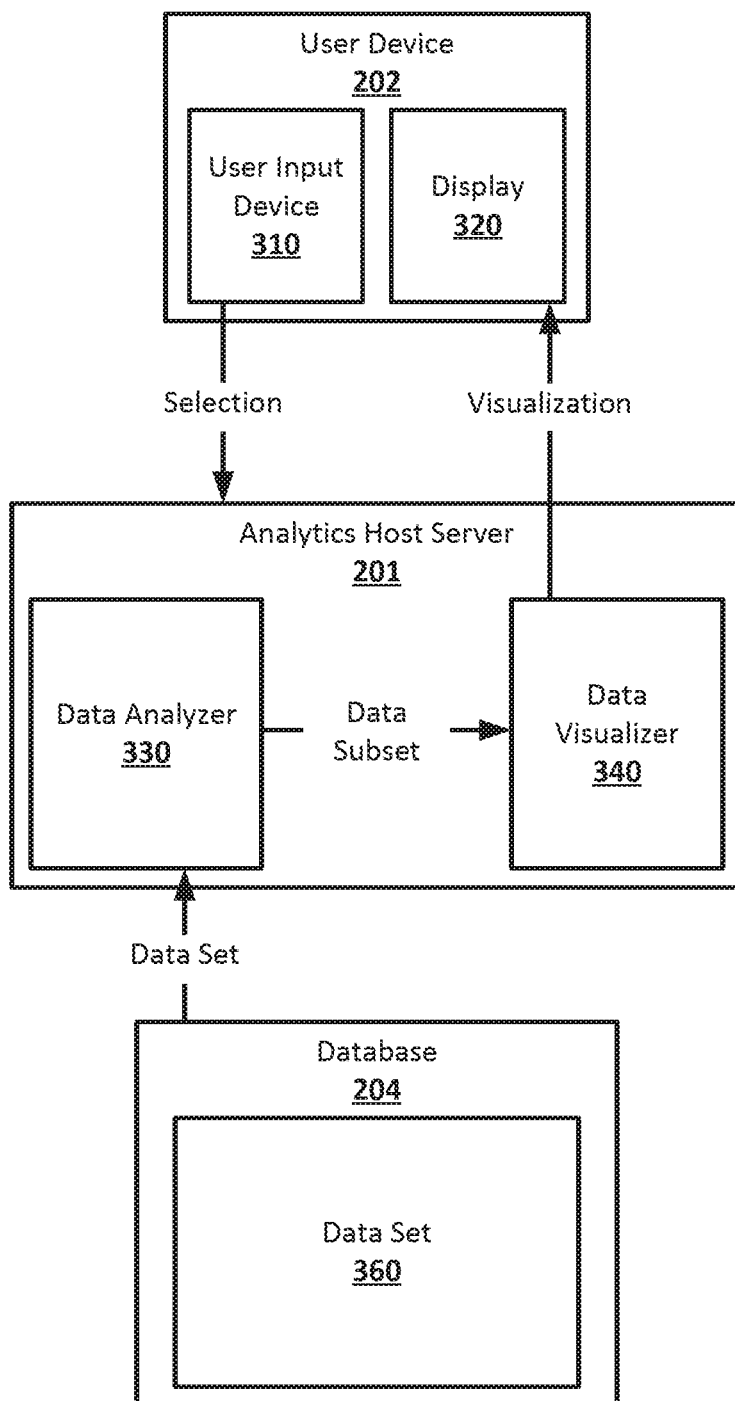 User Device
202
User Input
Device
310
Display
320
Selection
Visualization
Analytics Host Server
201
Data Analyzer
330
Data
Subset
Data
Visualizer
340
Data Set
Database
204
Data Set
360